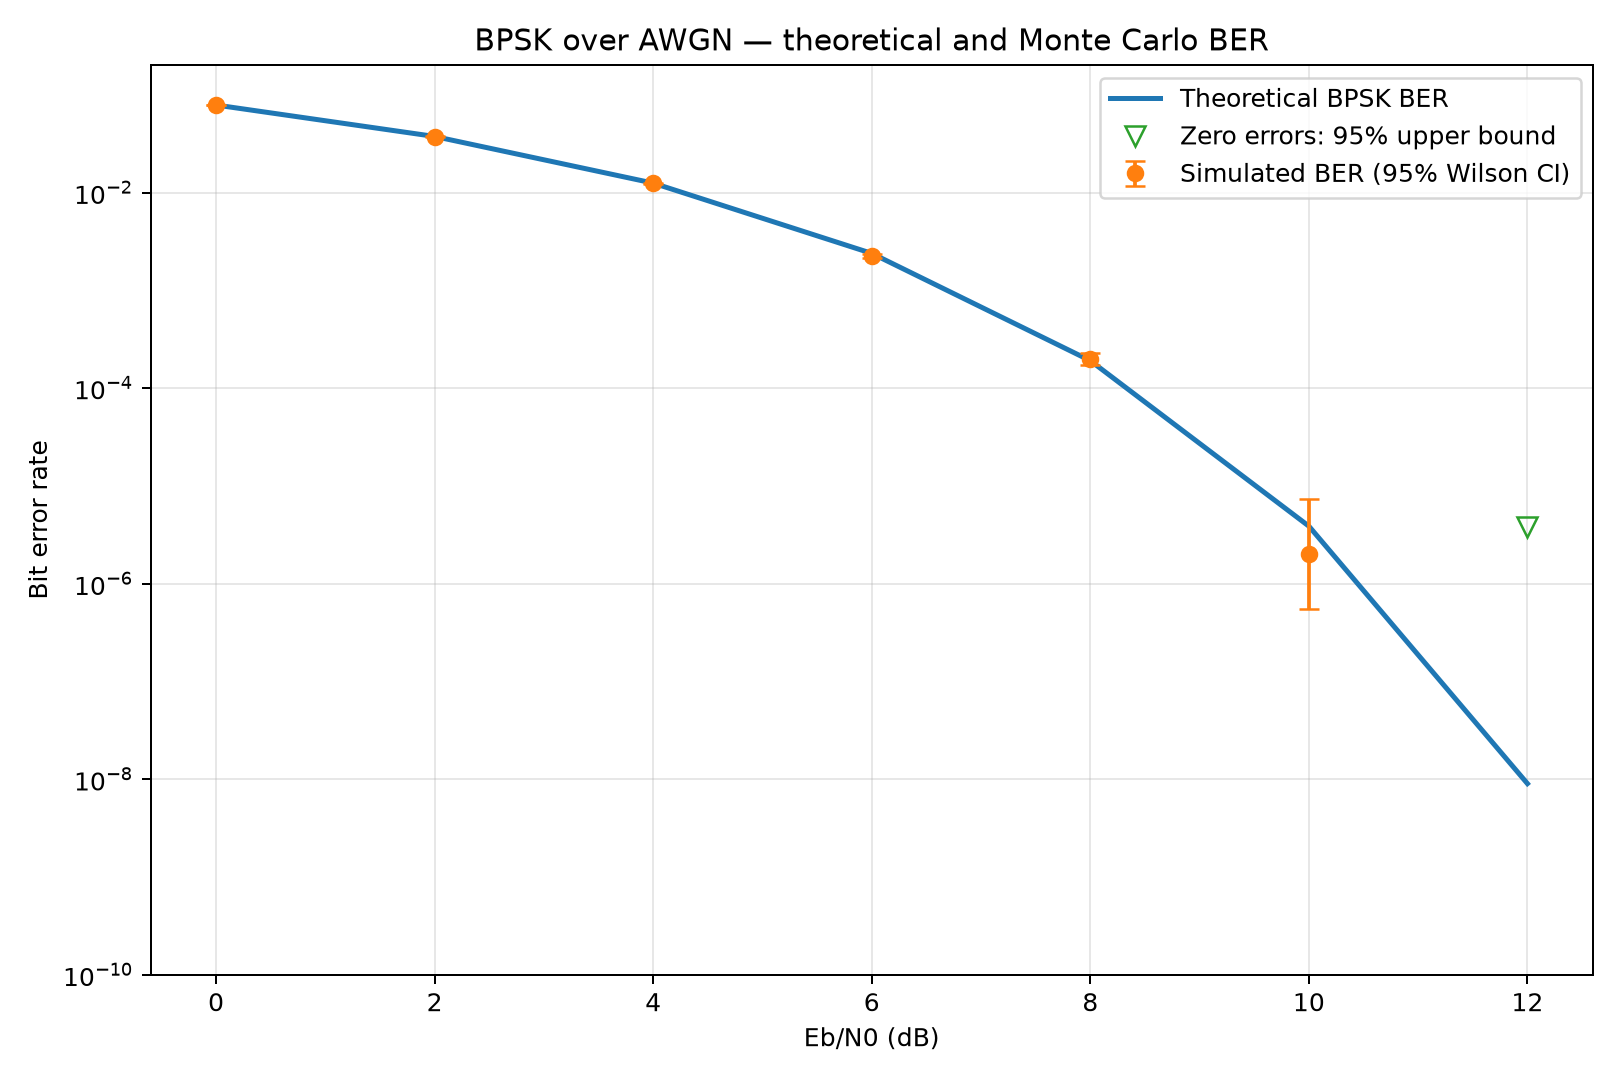 BPSK over AWGN — theoretical and Monte Carlo BER
Theoretical BPSK BER
Zero errors: 95% upper bound
Simulated BER (95% Wilson CI)
Bit error rate
10⁻²
10⁻⁴
10⁻⁶
10⁻⁸
10⁻¹⁰
0 2 4 6 8 10 12
Eb/N0 (dB)